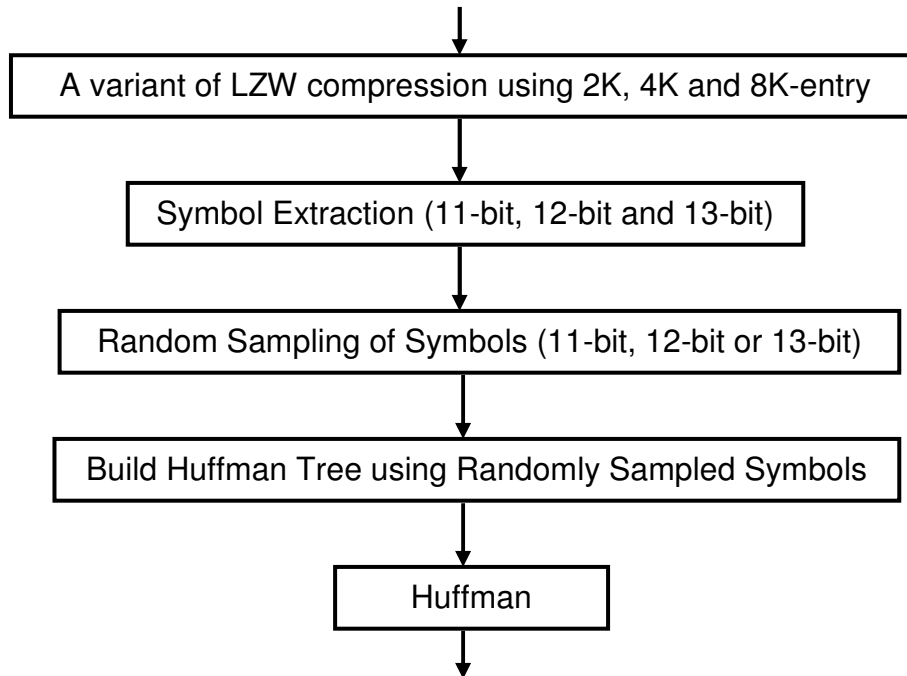 A variant of LZW compression using 2K, 4K and 8K-entry
Symbol Extraction (11-bit, 12-bit and 13-bit)
Random Sampling of Symbols (11-bit, 12-bit or 13-bit)
Build Huffman Tree using Randomly Sampled Symbols
Huffman